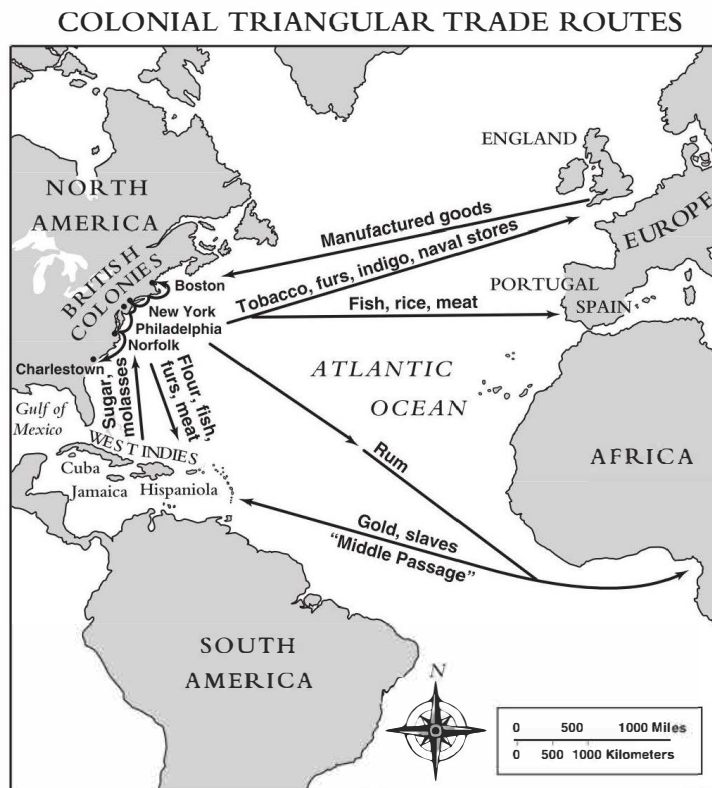 COLONIAL TRIANGULAR TRADE ROUTES
ENGLAND
NORTH
AMERICA
EUROPE
Manufactured goods
BRITISH
COLONIES
Tobacco, furs, indigo, naval stores
Boston
PORTUGAL
SPAIN
Fish, rice, meat
New York
Philadelphia
Norfolk
Charlestown
ATLANTIC
OCEAN
Sugar,
molasses
Flour, fish,
furs, meat
Gulf of
Mexico
WEST INDIES
Rum
AFRICA
Cuba
Jamaica
Hispaniola
Gold, slaves
“Middle Passage”
SOUTH
AMERICA
N
0 500 1000 Miles
0 500 1000 Kilometers